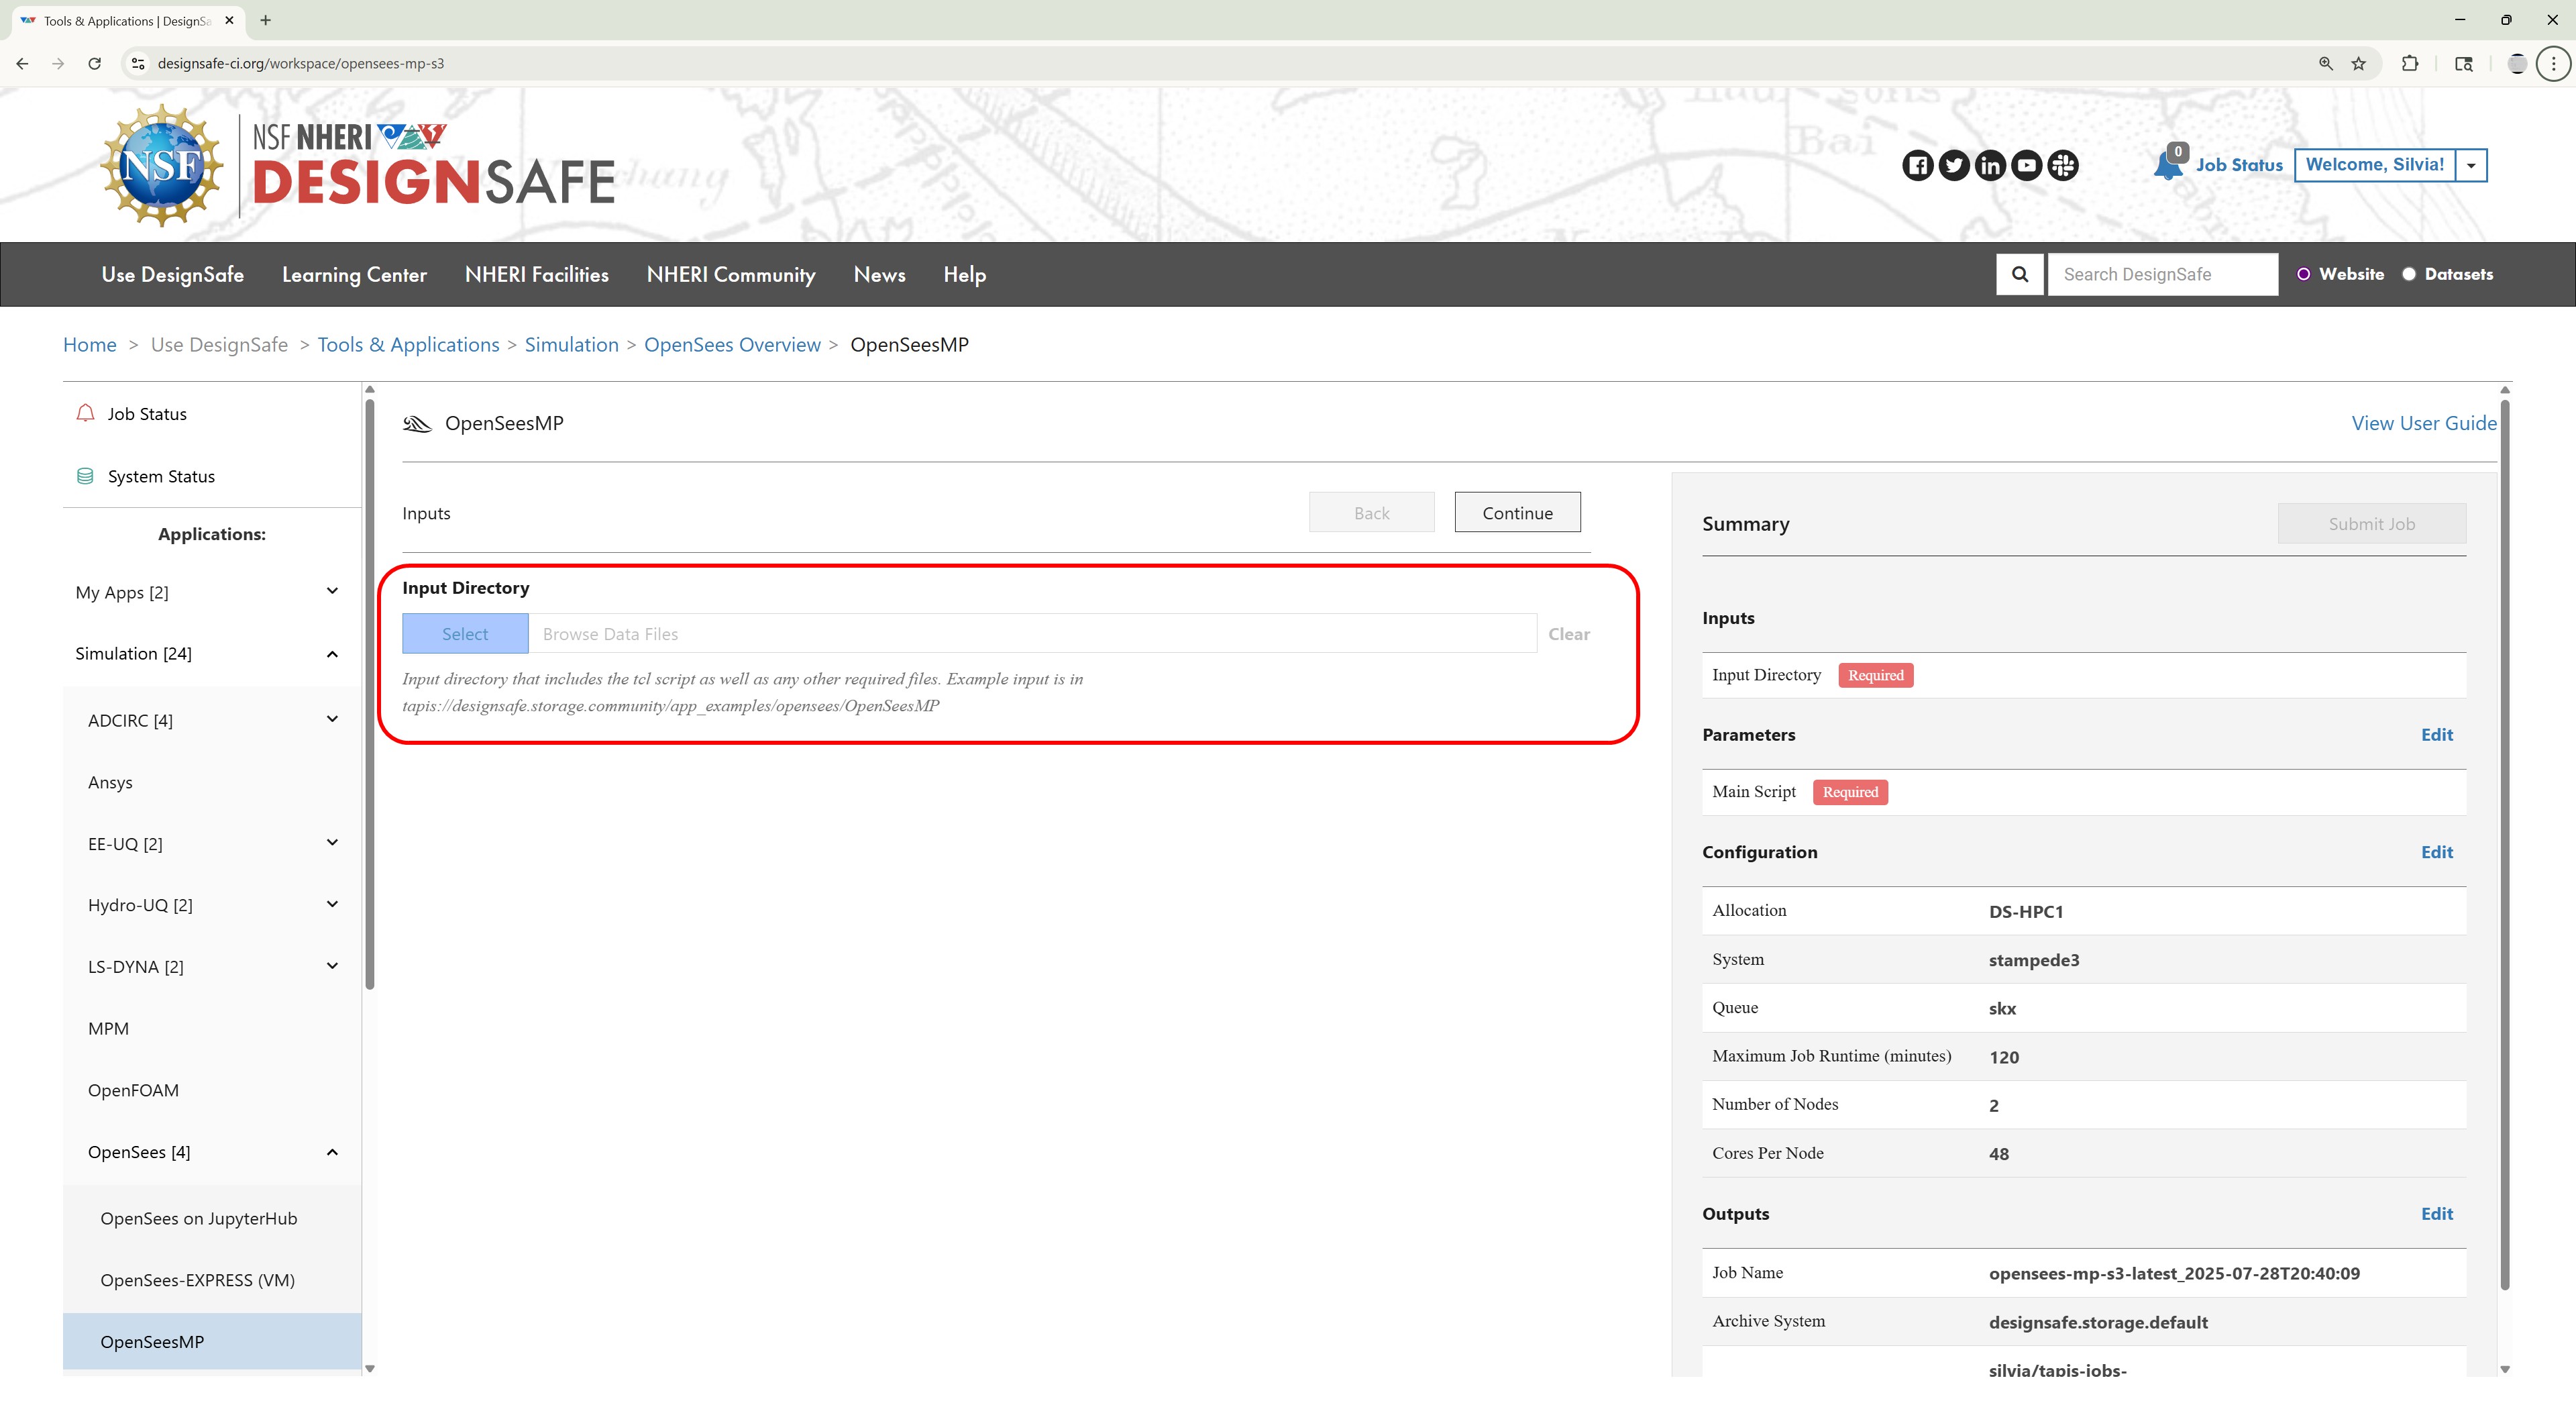 Tools & Applications | DesignSa
designsafe-ci.org/workspace/opensees-mp-s3
NSF
NSF NHERI
DESIGNSAFE
0
Job Status
Welcome, Silvia!
Use DesignSafe
Learning Center
NHERI Facilities
NHERI Community
News
Help
Search DesignSafe
Website
Datasets
Home > Use DesignSafe > Tools & Applications > Simulation > OpenSees Overview > OpenSeesMP
Job Status
System Status
Applications:
My Apps [2]
Simulation [24]
ADCIRC [4]
Ansys
EE-UQ [2]
Hydro-UQ [2]
LS-DYNA [2]
MPM
OpenFOAM
OpenSees [4]
OpenSees on JupyterHub
OpenSees-EXPRESS (VM)
OpenSeesMP
OpenSeesMP
View User Guide
Inputs
Back
Continue
Input Directory
Select
Browse Data Files
Clear
Input directory that includes the tcl script as well as any other required files. Example input is in
tapis://designsafe.storage.community/app_examples/opensees/OpenSeesMP
Summary
Submit Job
Inputs
Input Directory Required
Parameters Edit
Main Script Required
Configuration Edit
Allocation DS-HPC1
System stampede3
Queue skx
Maximum Job Runtime (minutes) 120
Number of Nodes 2
Cores Per Node 48
Outputs Edit
Job Name opensees-mp-s3-latest_2025-07-28T20:40:09
Archive System designsafe.storage.default
silvia/tapis-jobs-